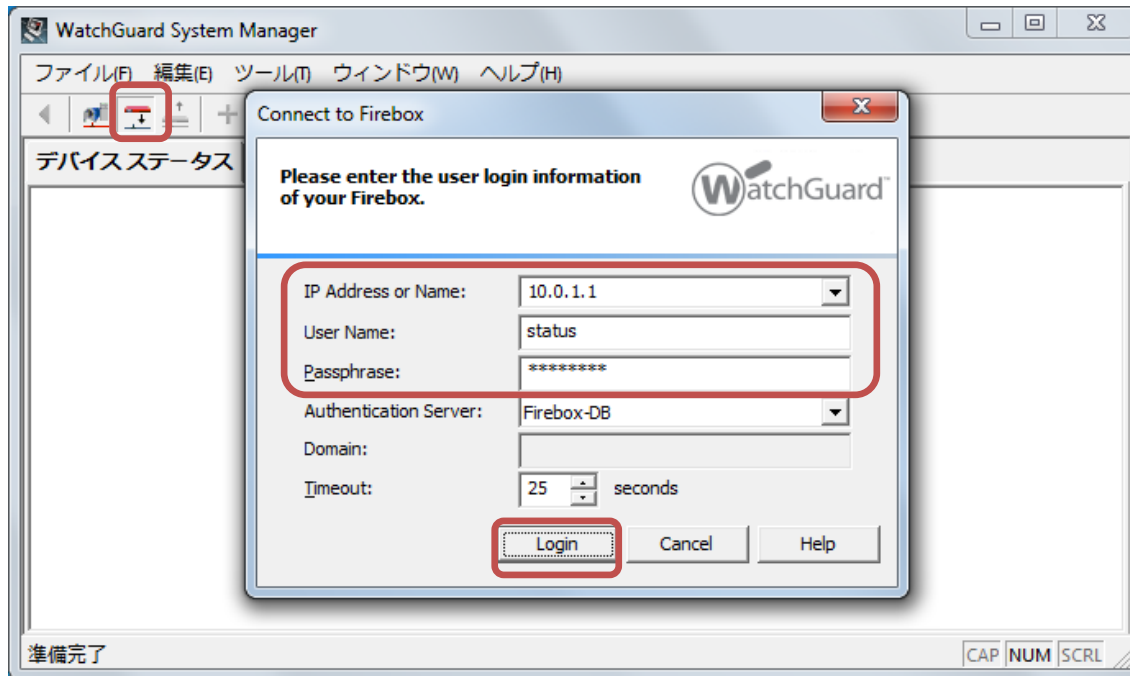 WatchGuard System Manager
ファイル(F) 編集(E) ツール(T) ウィンドウ(W) ヘルプ(H)
Connect to Firebox
デバイス ステータス
Please enter the user login information
of your Firebox.
WatchGuard
IP Address or Name: 10.0.1.1
User Name: status
Passphrase: ********
Authentication Server: Firebox-DB
Domain:
Timeout: 25 seconds
Login Cancel Help
準備完了 CAP NUM SCRL